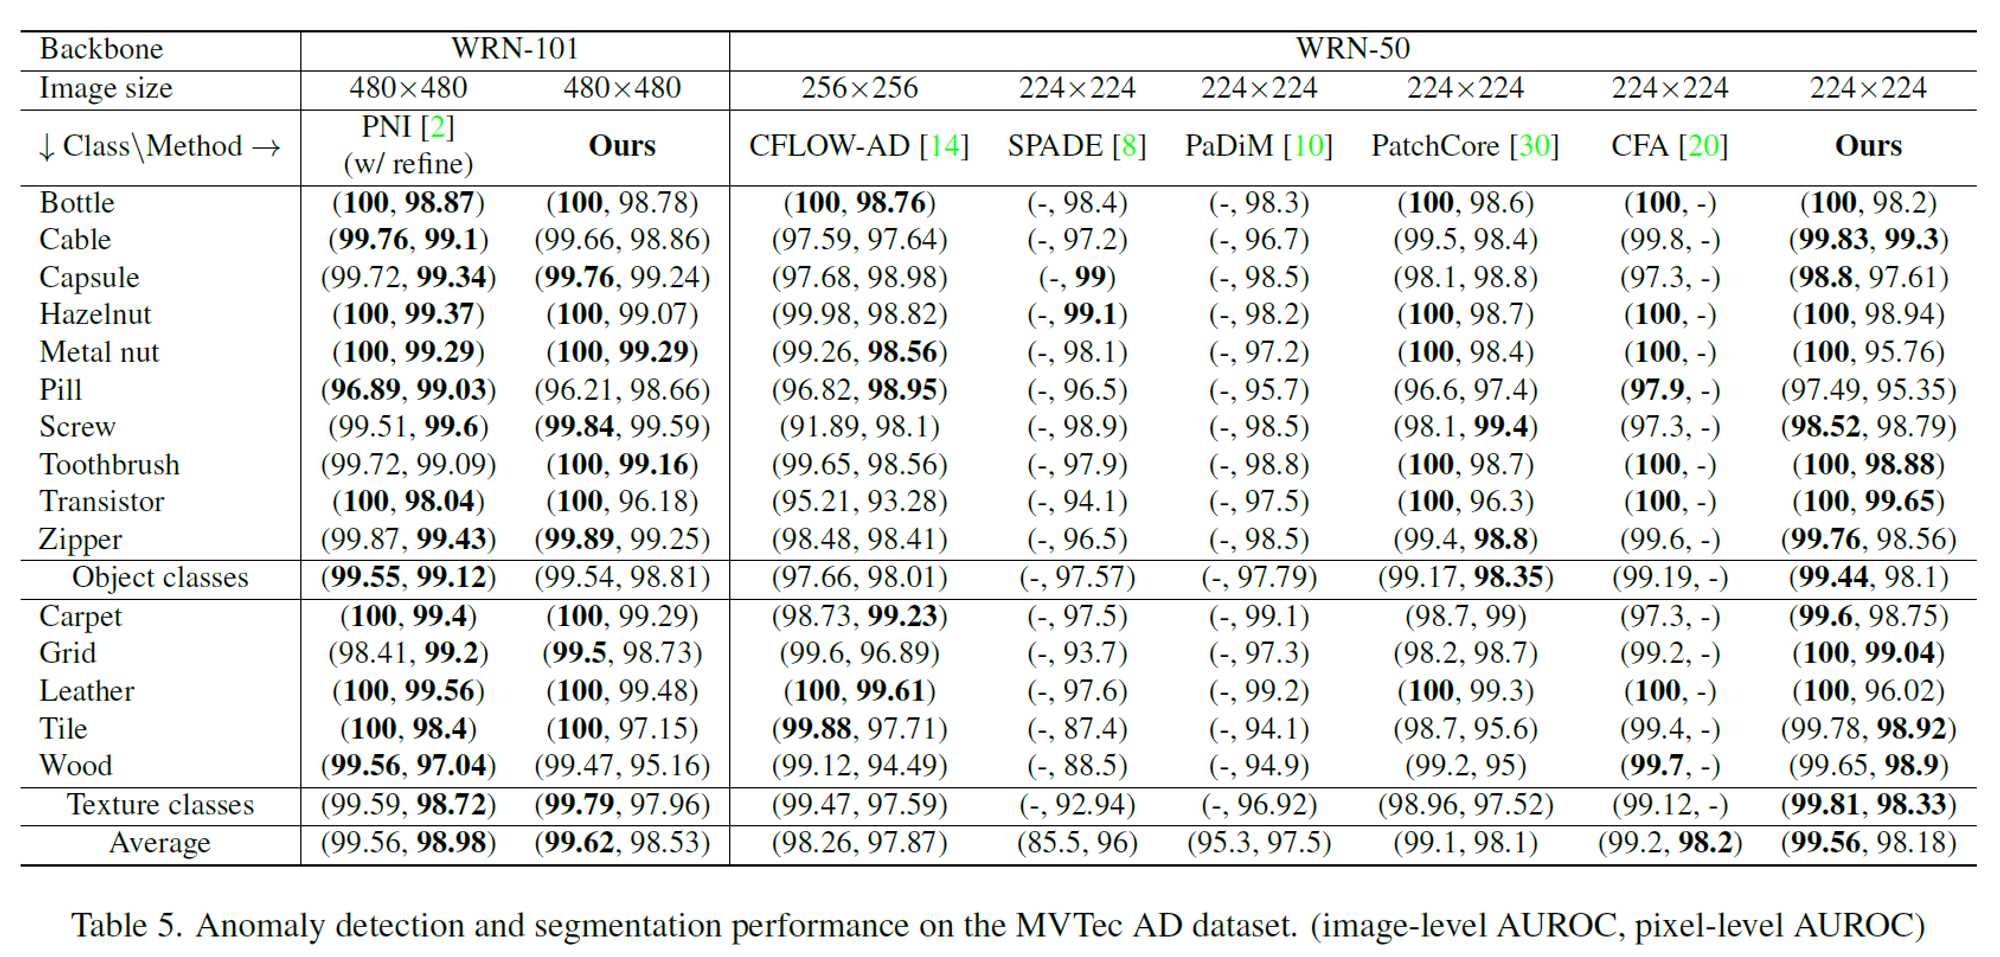 Backbone WRN-101 WRN-50
Image size 480×480 480×480 256×256 224×224 224×224 224×224 224×224 224×224
↓ Class\Method → PNI [2] (w/ refine) Ours CFLOW-AD [14] SPADE [8] PaDiM [10] PatchCore [30] CFA [20] Ours
Bottle (100, 98.87) (100, 98.78) (100, 98.76) (-, 98.4) (-, 98.3) (100, 98.6) (100, -) (100, 98.2)
Cable (99.76, 99.1) (99.66, 98.86) (97.59, 97.64) (-, 97.2) (-, 96.7) (99.5, 98.4) (99.8, -) (99.83, 99.3)
Capsule (99.72, 99.34) (99.76, 99.24) (97.68, 98.98) (-, 99) (-, 98.5) (98.1, 98.8) (97.3, -) (98.8, 97.61)
Hazelnut (100, 99.37) (100, 99.07) (99.98, 98.82) (-, 99.1) (-, 98.2) (100, 98.7) (100, -) (100, 98.94)
Metal nut (100, 99.29) (100, 99.29) (99.26, 98.56) (-, 98.1) (-, 97.2) (100, 98.4) (100, -) (100, 95.76)
Pill (96.89, 99.03) (96.21, 98.66) (96.82, 98.95) (-, 96.5) (-, 95.7) (96.6, 97.4) (97.9, -) (97.49, 95.35)
Screw (99.51, 99.6) (99.84, 99.59) (91.89, 98.1) (-, 98.9) (-, 98.5) (98.1, 99.4) (97.3, -) (98.52, 98.79)
Toothbrush (99.72, 99.09) (100, 99.16) (99.65, 98.56) (-, 97.9) (-, 98.8) (100, 98.7) (100, -) (100, 98.88)
Transistor (100, 98.04) (100, 96.18) (95.21, 93.28) (-, 94.1) (-, 97.5) (100, 96.3) (100, -) (100, 99.65)
Zipper (99.87, 99.43) (99.89, 99.25) (98.48, 98.41) (-, 96.5) (-, 98.5) (99.4, 98.8) (99.6, -) (99.76, 98.56)
Object classes (99.55, 99.12) (99.54, 98.81) (97.66, 98.01) (-, 97.57) (-, 97.79) (99.17, 98.35) (99.19, -) (99.44, 98.1)
Carpet (100, 99.4) (100, 99.29) (98.73, 99.23) (-, 97.5) (-, 99.1) (98.7, 99) (97.3, -) (99.6, 98.75)
Grid (98.41, 99.2) (99.5, 98.73) (99.6, 96.89) (-, 93.7) (-, 97.3) (98.2, 98.7) (99.2, -) (100, 99.04)
Leather (100, 99.56) (100, 99.48) (100, 99.61) (-, 97.6) (-, 99.2) (100, 99.3) (100, -) (100, 96.02)
Tile (100, 98.4) (100, 97.15) (99.88, 97.71) (-, 87.4) (-, 94.1) (98.7, 95.6) (99.4, -) (99.78, 98.92)
Wood (99.56, 97.04) (99.47, 95.16) (99.12, 94.49) (-, 88.5) (-, 94.9) (99.2, 95) (99.7, -) (99.65, 98.9)
Texture classes (99.59, 98.72) (99.79, 97.96) (99.47, 97.59) (-, 92.94) (-, 96.92) (98.96, 97.52) (99.12, -) (99.81, 98.33)
Average (99.56, 98.98) (99.62, 98.53) (98.26, 97.87) (85.5, 96) (95.3, 97.5) (99.1, 98.1) (99.2, 98.2) (99.56, 98.18)
Table 5. Anomaly detection and segmentation performance on the MVTec AD dataset. (image-level AUROC, pixel-level AUROC)